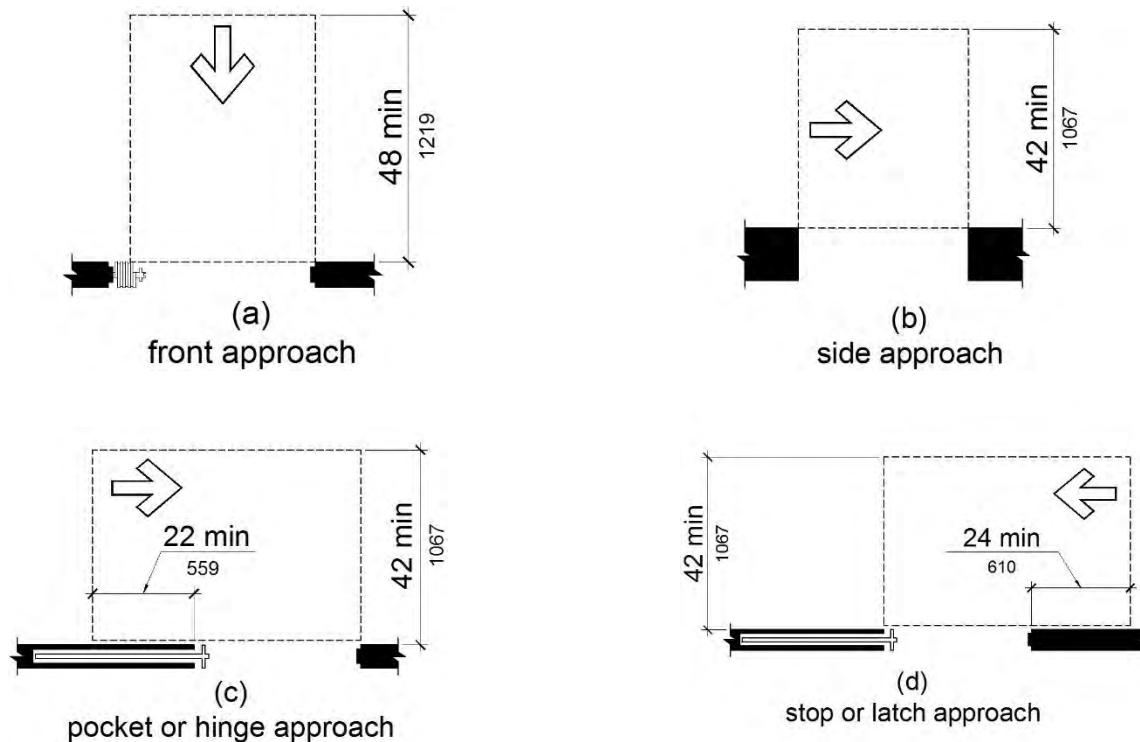 48 min
1219
(a)
front approach
42 min
1067
(b)
side approach
22 min
559
42 min
1067
(c)
pocket or hinge approach
42 min
1067
24 min
610
(d)
stop or latch approach